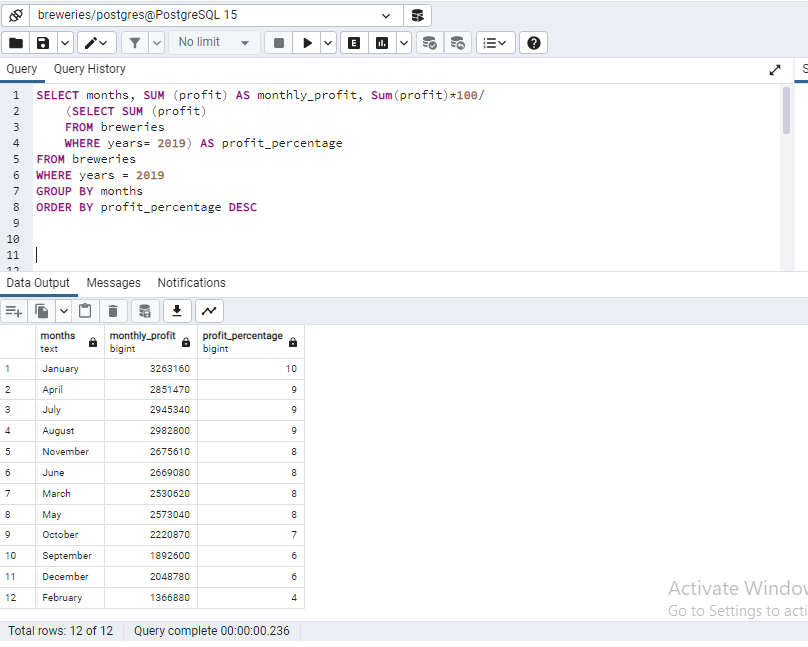 breweries/postgres@PostgreSQL 15
No limit
Query Query History
1 SELECT months, SUM (profit) AS monthly_profit, Sum(profit)*100/
2 (SELECT SUM (profit)
3 FROM breweries
4 WHERE years= 2019) AS profit_percentage
5 FROM breweries
6 WHERE years = 2019
7 GROUP BY months
8 ORDER BY profit_percentage DESC
9
10
11
12
Data Output Messages Notifications
months monthly_profit profit_percentage
text bigint bigint
1 January 3263160 10
2 April 2851470 9
3 July 2945340 9
4 August 2982800 9
5 November 2675610 8
6 June 2669080 8
7 March 2530620 8
8 May 2573040 8
9 October 2220870 7
10 September 1892600 6
11 December 2048780 6
12 February 1366880 4
Activate Window
Go to Settings to acti
Total rows: 12 of 12 Query complete 00:00:00.236